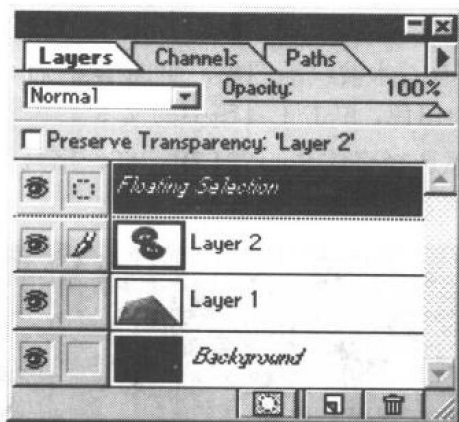 Layers Channels Paths
Normal Opacity: 100%
Preserve Transparency: 'Layer 2'
Floating Selection
Layer 2
Layer 1
Background